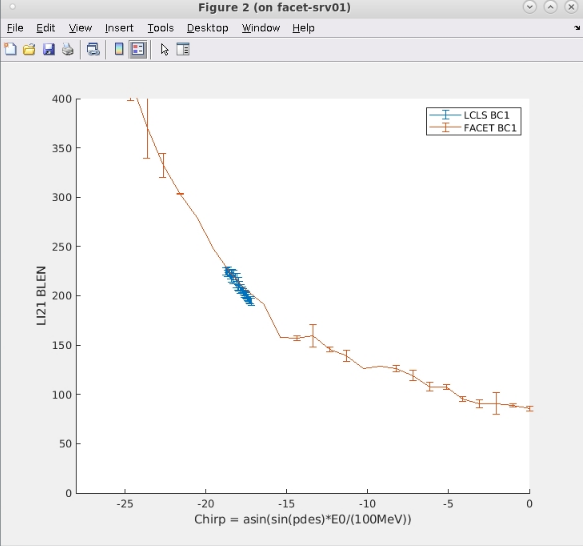 Figure 2 (on facet-srv01)
File Edit View Insert Tools Desktop Window Help
LCLS BC1
FACET BC1
400
350
300
250
200
150
100
50
0
LI21 BLEN
-25 -20 -15 -10 -5 0
Chirp = asin(sin(pdes)*E0/(100MeV))